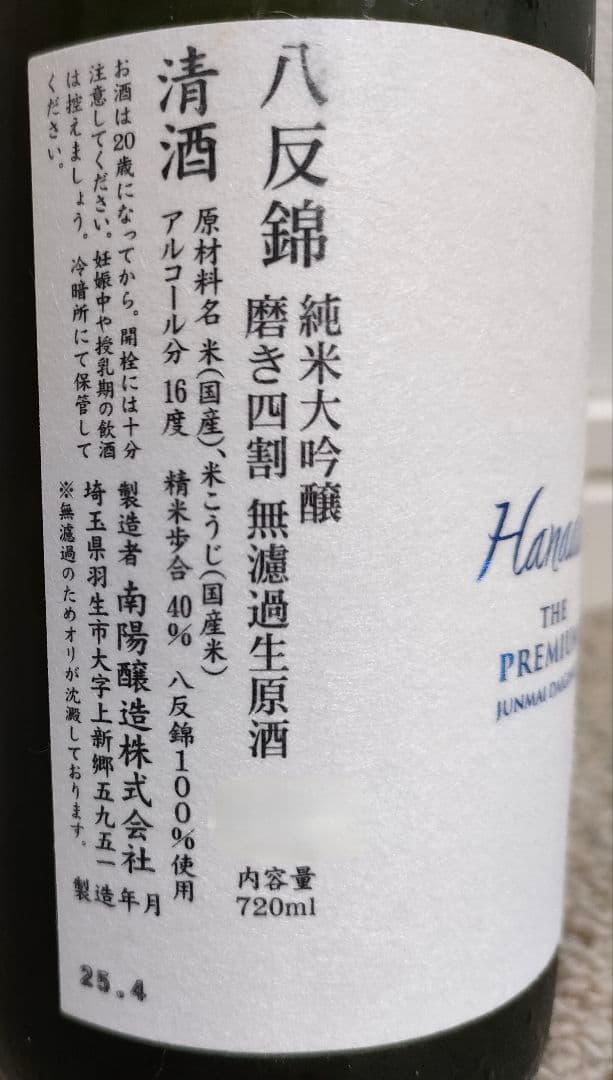 八反錦
純米大吟醸
磨き四割 無濾過生原酒
内容量
720ml
清酒
原材料名 米(国産)、米こうじ(国産米)
アルコール分 16度 精米歩合 40% 八反錦100%使用
お酒は20歳になってから。開栓には十分
注意してください。妊娠中や授乳期の飲酒
は控えましょう。冷暗所にて保管して
ください。
製造者 南陽醸造株式会社
埼玉県羽生市大字上新郷五九五一
※無濾過のためオリが沈澱しております。
製造年月
25.4
THE
JUNMAI